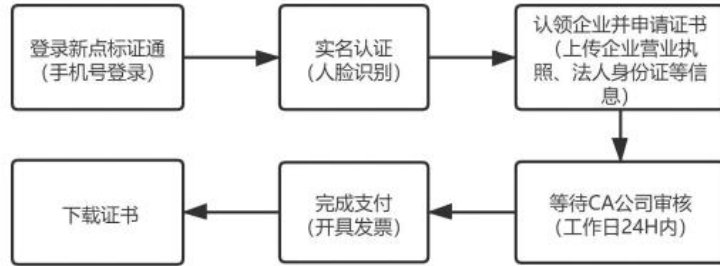 登录新点标证通
（手机号登录）
实名认证
（人脸识别）
认领企业并申请证书
（上传企业营业执
照、法人身份证等信
息）
等待CA公司审核
（工作日24H内）
完成支付
（开具发票）
下载证书